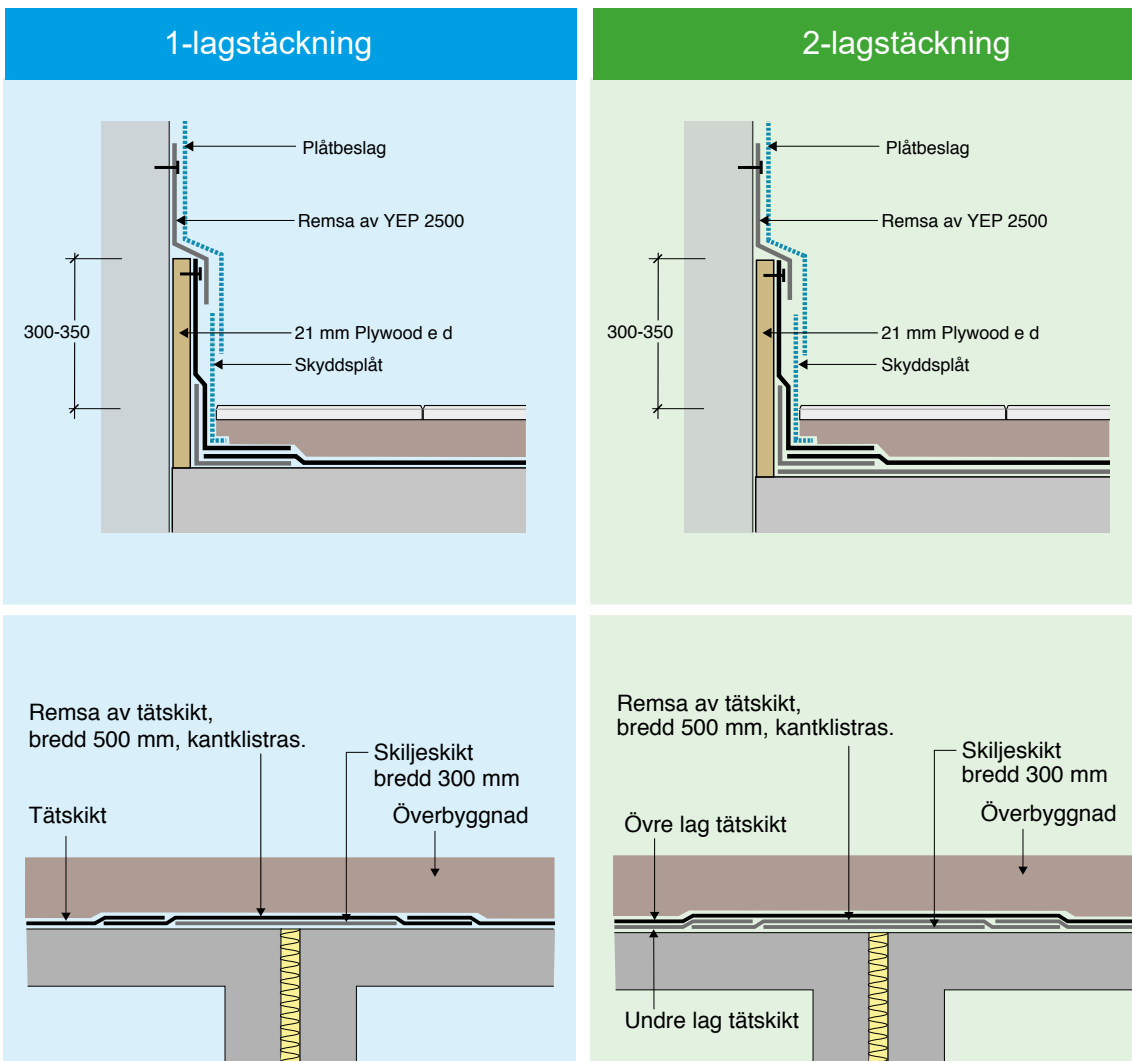 1-lagstäckning
2-lagstäckning
Plåtbeslag
Remsa av YEP 2500
300-350
21 mm Plywood e d
Skyddsplåt
Plåtbeslag
Remsa av YEP 2500
300-350
21 mm Plywood e d
Skyddsplåt
Remsa av tätskikt,
bredd 500 mm, kantklistras.
Skiljeskikt
bredd 300 mm
Tätskikt
Överbyggnad
Remsa av tätskikt,
bredd 500 mm, kantklistras.
Skiljeskikt
bredd 300 mm
Övre lag tätskikt
Överbyggnad
Undre lag tätskikt